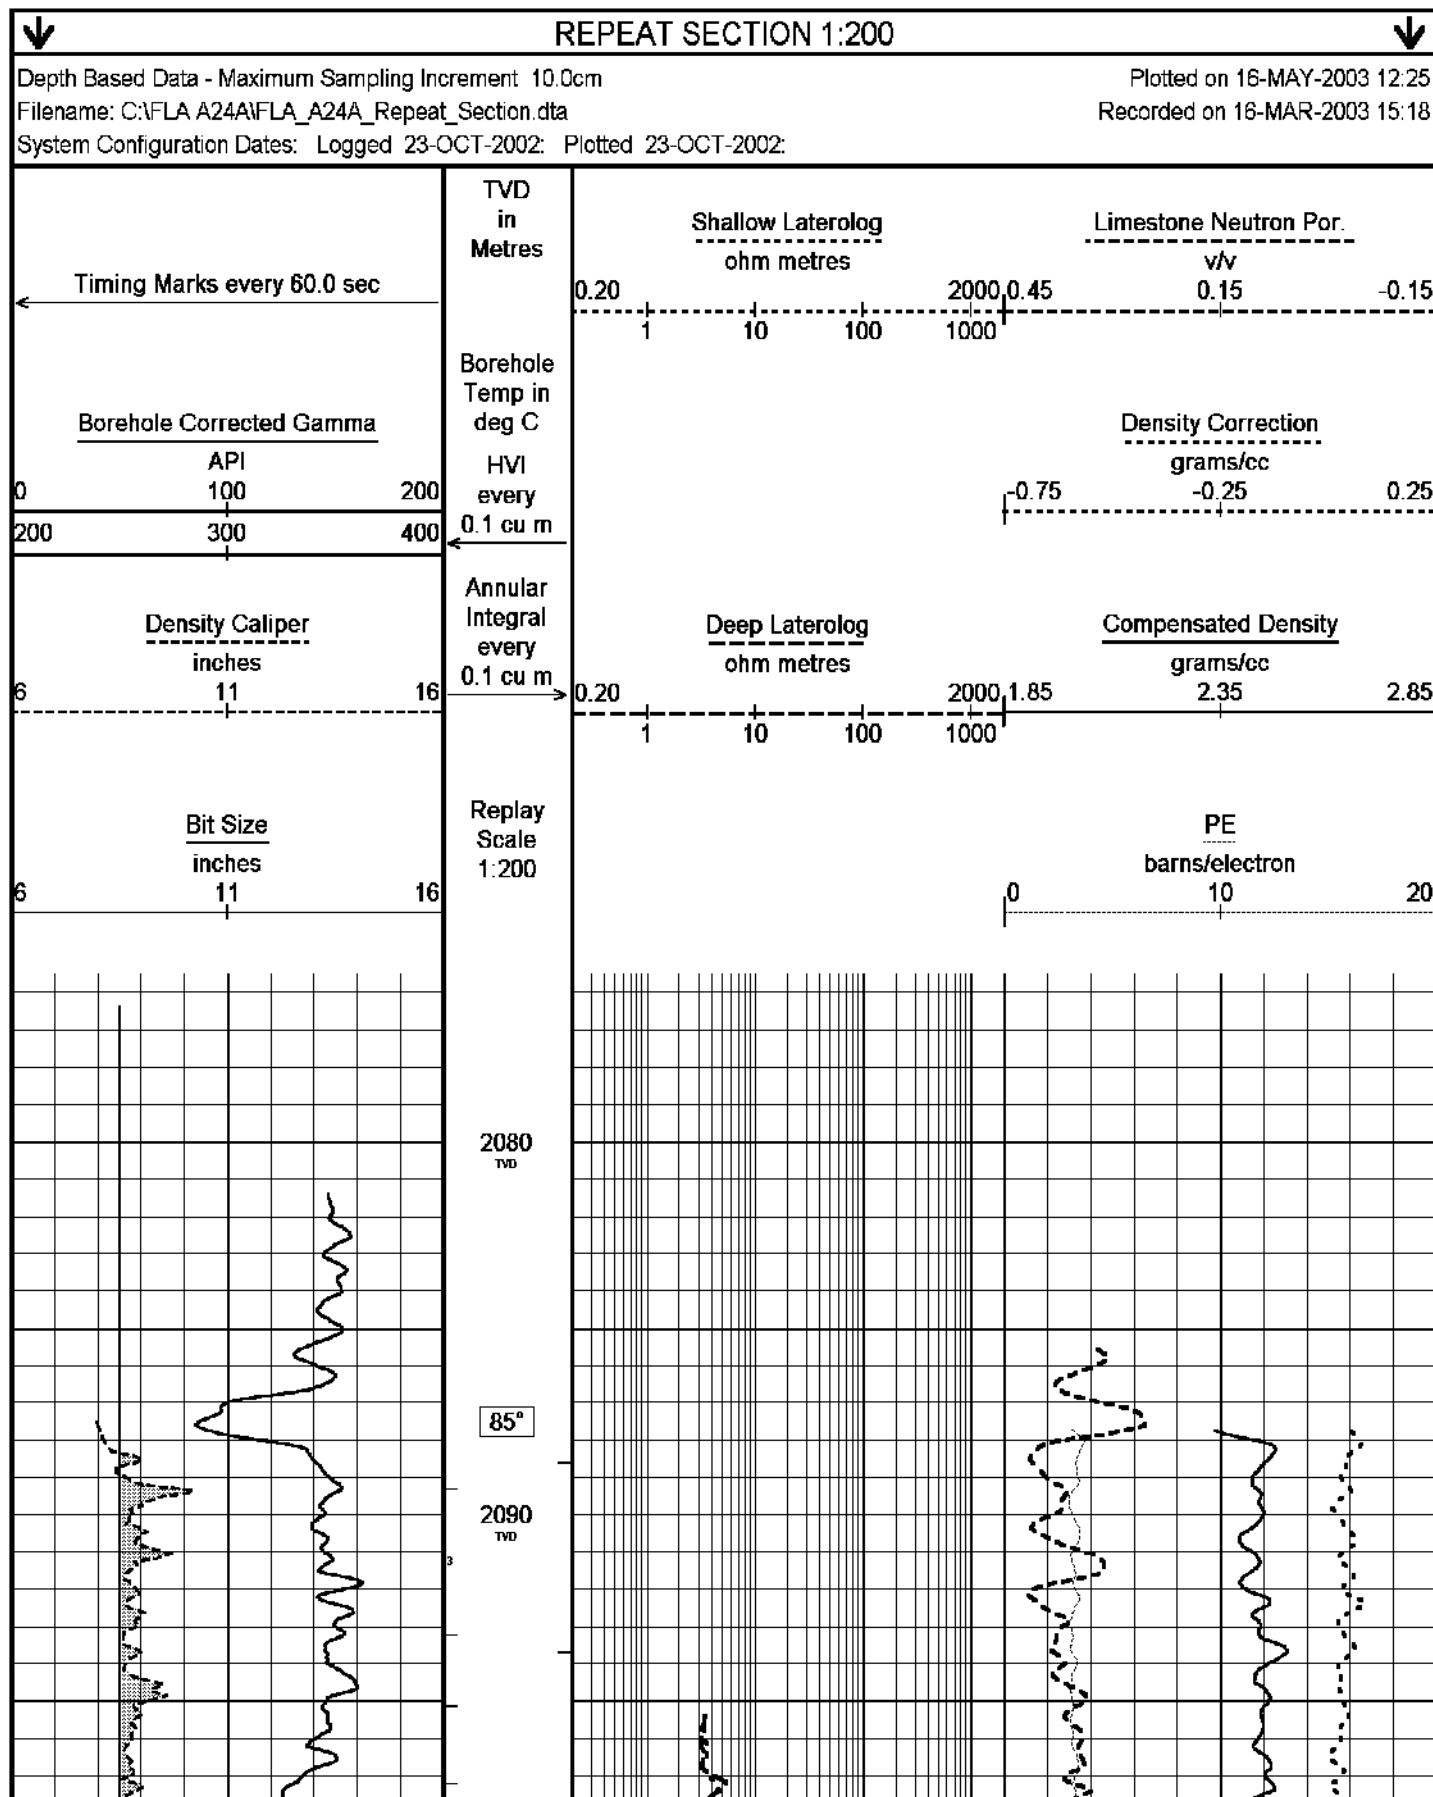 REPEAT SECTION 1:200
Depth Based Data - Maximum Sampling Increment 10.0cm
Plotted on 16-MAY-2003 12:25
Filename: C:\FLA A24A\FLA_A24A_Repeat_Section.dta
Recorded on 16-MAR-2003 15:18
System Configuration Dates: Logged 23-OCT-2002: Plotted 23-OCT-2002:
Timing Marks every 60.0 sec
Borehole Corrected Gamma
API
0 100 200
200 300 400
Density Caliper
inches
6 11 16
Bit Size
inches
6 11 16
TVD
in
Metres
Borehole
Temp in
deg C
HVI
every
0.1 cu m
Annular
Integral
every
0.1 cu m
Replay
Scale
1:200
Shallow Laterolog
ohm metres
0.20 2000
1 10 100 1000
Deep Laterolog
ohm metres
0.20 2000
1 10 100 1000
Limestone Neutron Por.
v/v
0.45 0.15 -0.15
Density Correction
grams/cc
-0.75 -0.25 0.25
Compensated Density
grams/cc
1.85 2.35 2.85
PE
barns/electron
0 10 20
2080
TVD
85°
2090
TVD
3